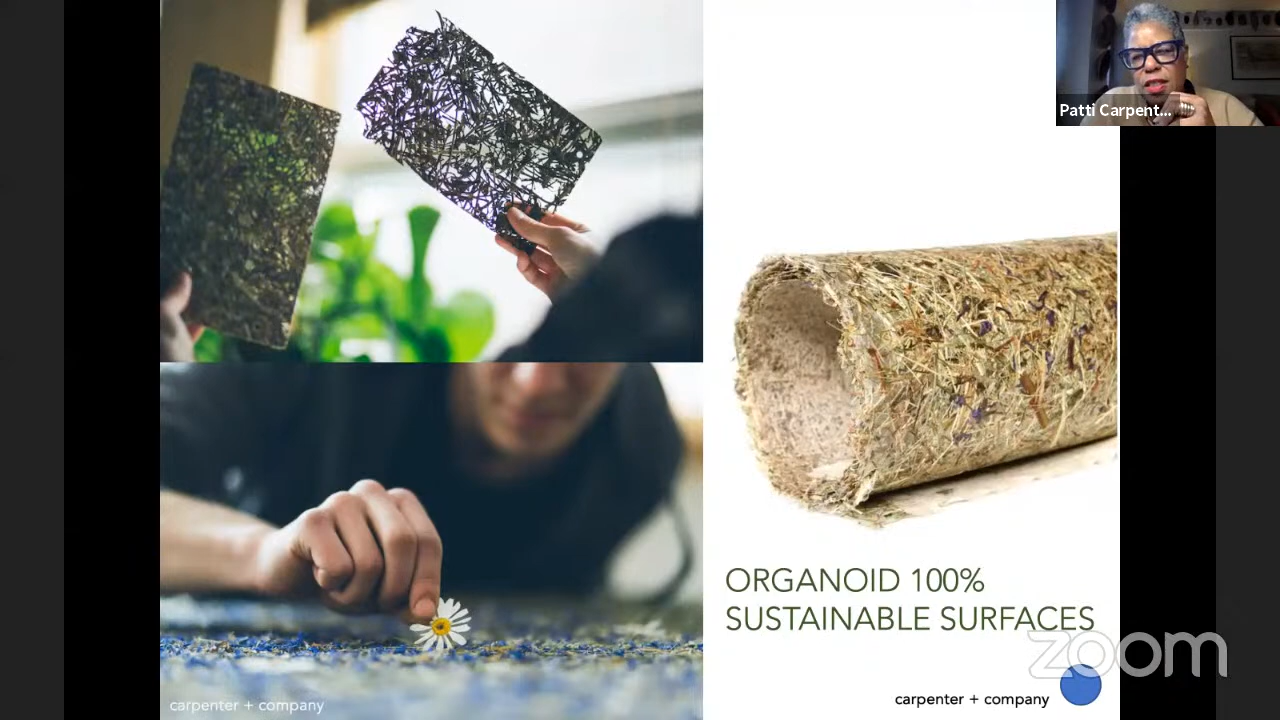 Patti Carpent...
ORGANOID 100%
SUSTAINABLE SURFACES
zoom
carpenter + company
carpenter + company